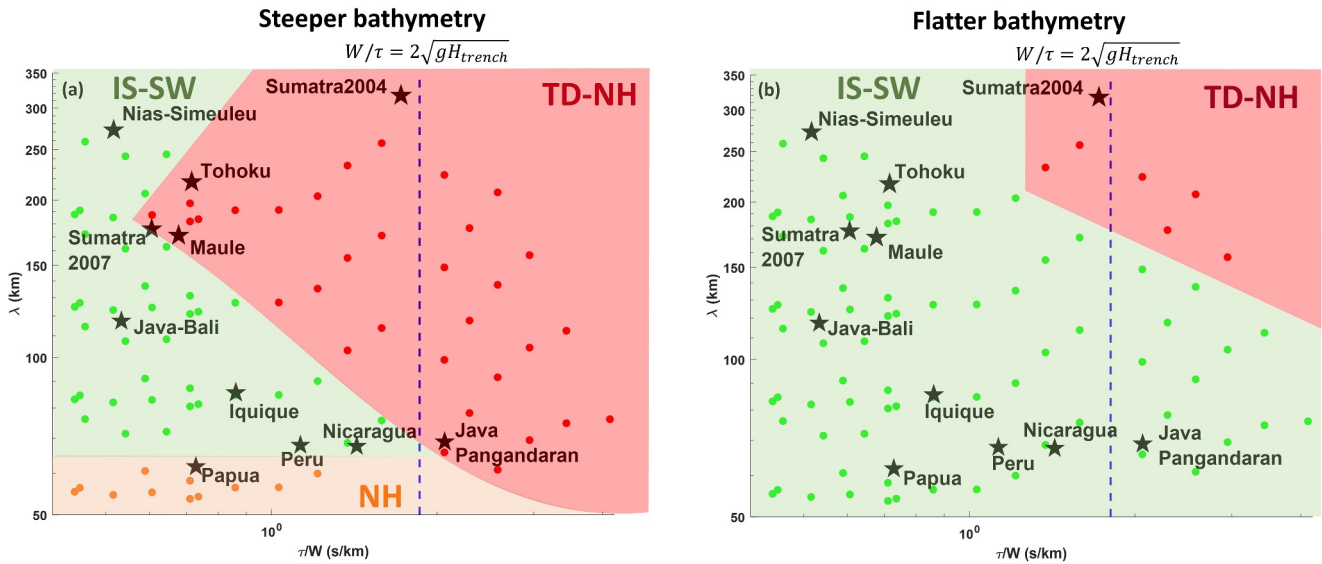 Steeper bathymetry
W/τ = 2√gH_trench
(a)
IS-SW
TD-NH
Sumatra2004
Nias-Simeuleu
Tohoku
Sumatra
2007
Maule
Java-Bali
Iquique
Nicaragua
Peru
Java
Pangandaran
Papua
NH
350
300
250
200
150
100
50
λ (km)
10⁰
τ/W (s/km)
Flatter bathymetry
W/τ = 2√gH_trench
(b)
IS-SW
TD-NH
Sumatra2004
Nias-Simeuleu
Tohoku
Sumatra
2007
Maule
Java-Bali
Iquique
Nicaragua
Peru
Java
Pangandaran
Papua
350
300
250
200
150
100
50
λ (km)
10⁰
τ/W (s/km)